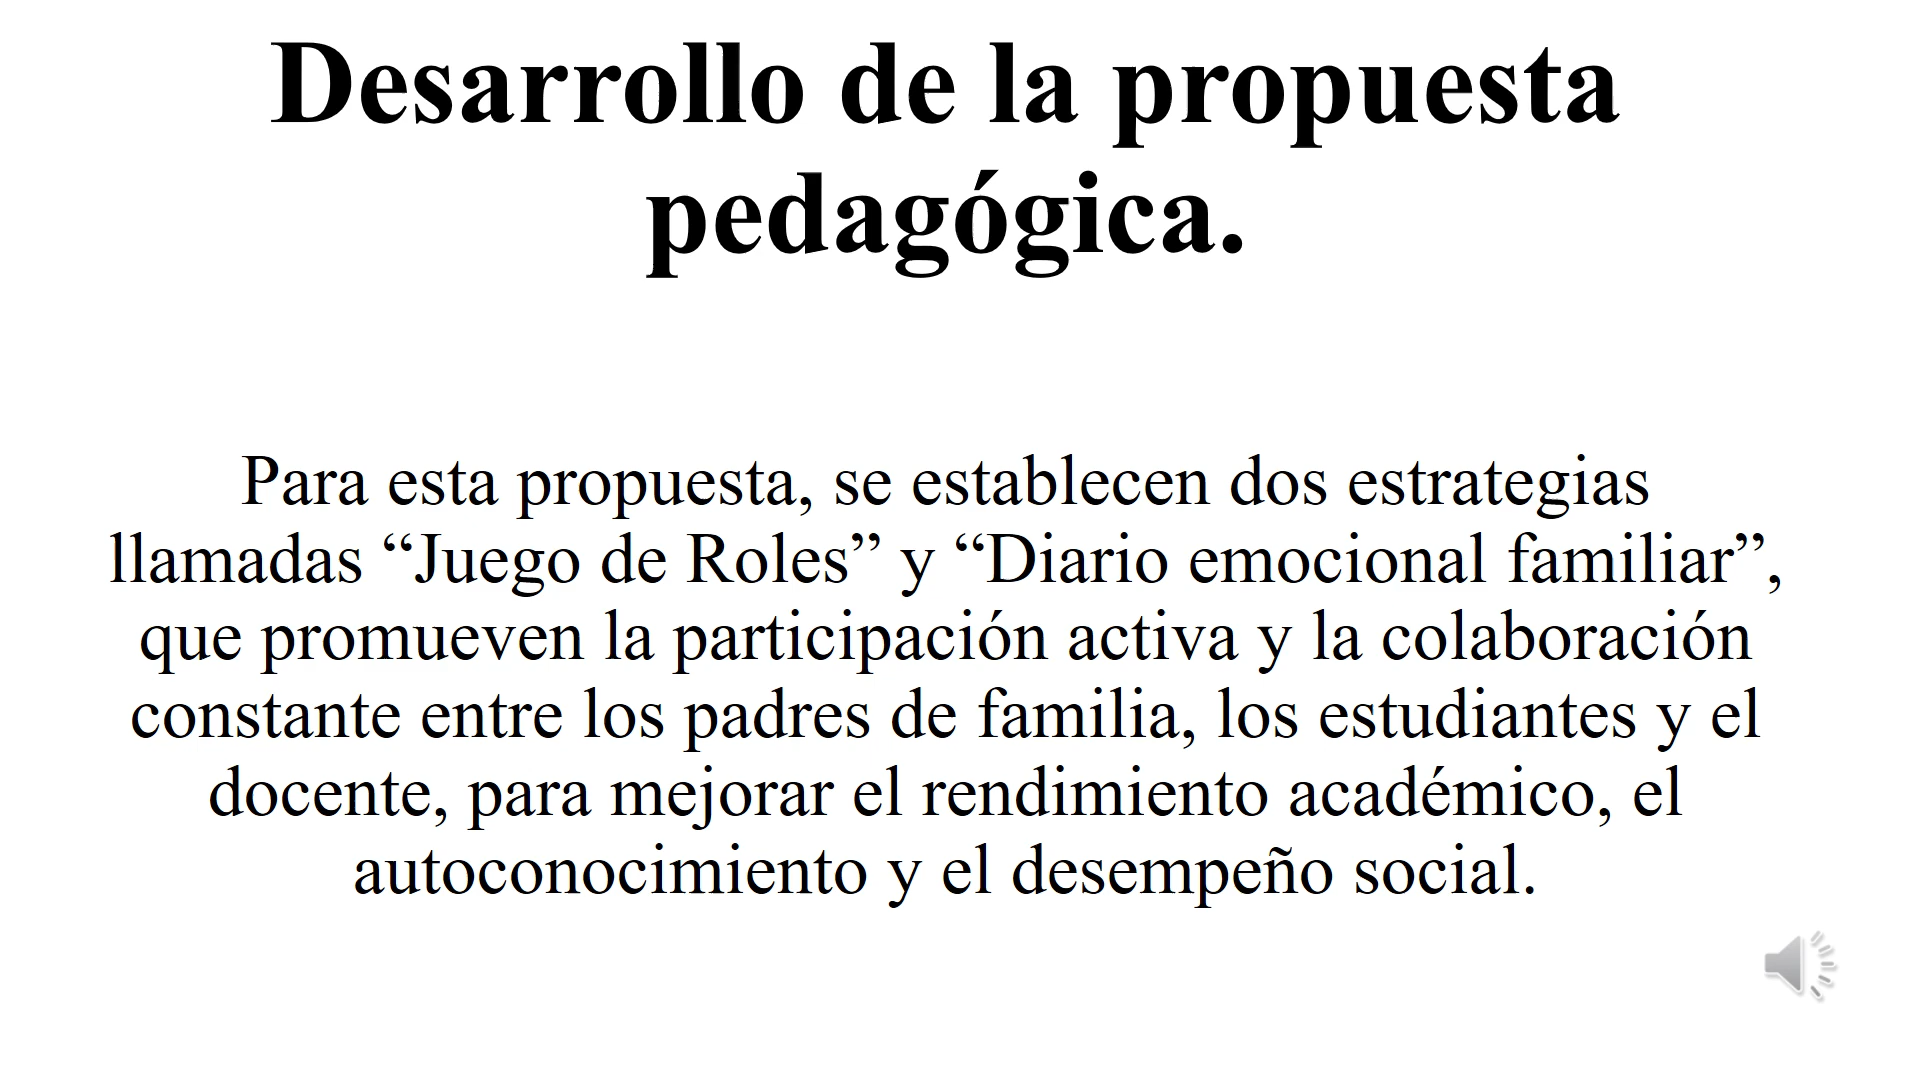 Desarrollo de la propuesta
pedagógica.
Para esta propuesta, se establecen dos estrategias
llamadas “Juego de Roles” y “Diario emocional familiar”,
que promueven la participación activa y la colaboración
constante entre los padres de familia, los estudiantes y el
docente, para mejorar el rendimiento académico, el
autoconocimiento y el desempeño social.